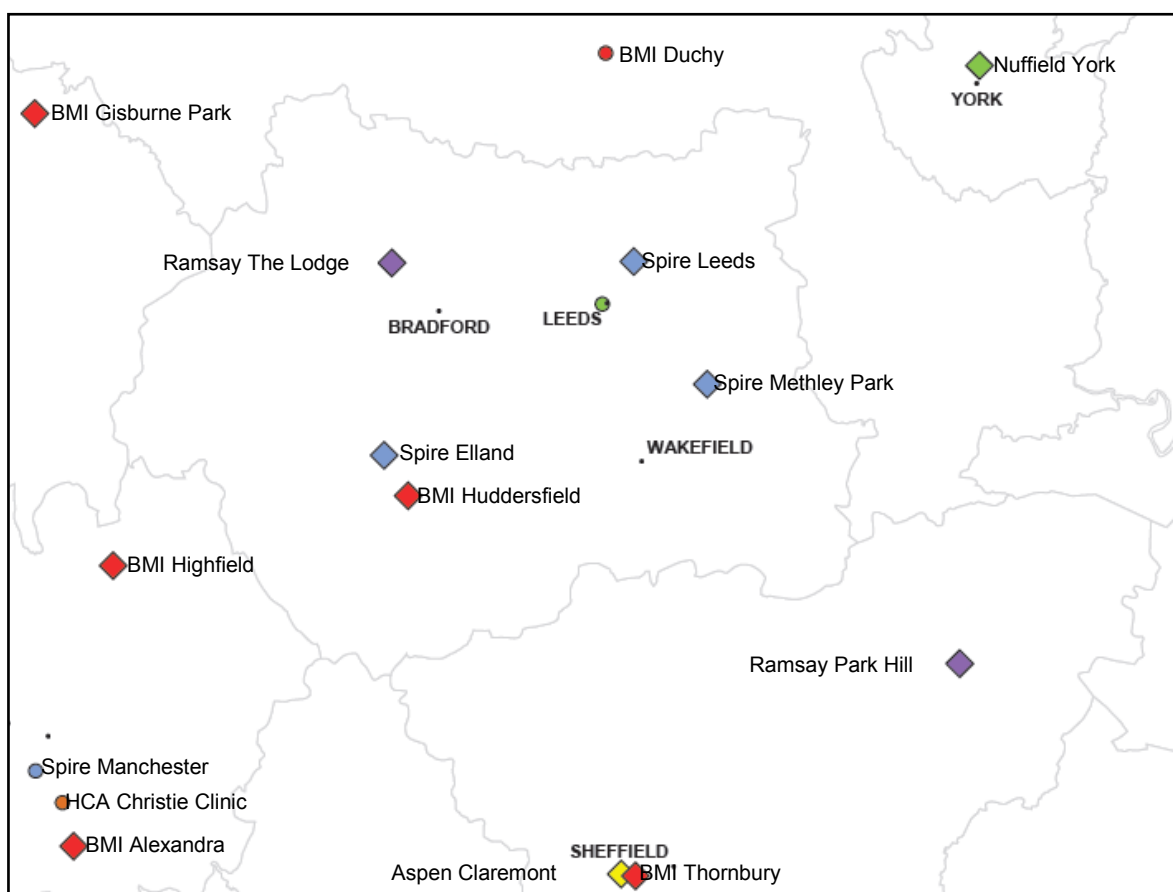 BMI Duchy
Nuffield York
YORK
BMI Gisburne Park
Ramsay The Lodge
Spire Leeds
LEEDS
BRADFORD
Spire Methley Park
WAKEFIELD
Spire Elland
BMI Huddersfield
BMI Highfield
Ramsay Park Hill
Spire Manchester
HCA Christie Clinic
BMI Alexandra
SHEFFIELD
Aspen Claremont
BMI Thornbury